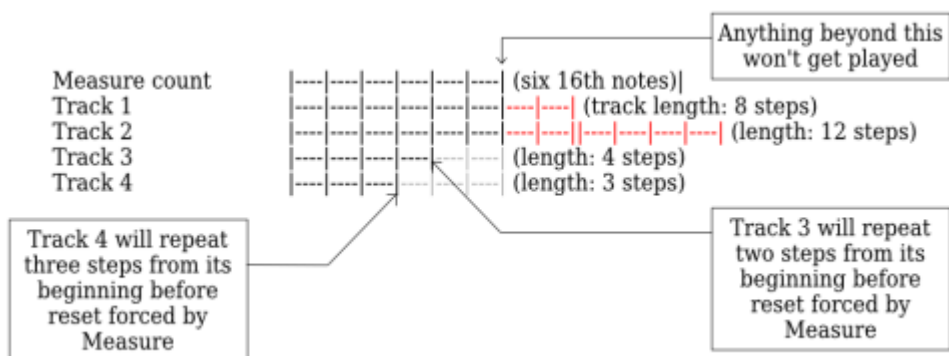 Anything beyond this
won't get played
Measure count |----|----|----|----|----|----| (six 16th notes)|
Track 1 |----|----|----|----|----|----|----|----| (track length: 8 steps)
Track 2 |----|----|----|----|----|----|----|----||----|----|----|----| (length: 12 steps)
Track 3 |----|----|----|----|----|----| (length: 4 steps)
Track 4 |----|----|----|----|----|----| (length: 3 steps)
Track 4 will repeat
three steps from its
beginning before
reset forced by
Measure
Track 3 will repeat
two steps from its
beginning before
reset forced by
Measure